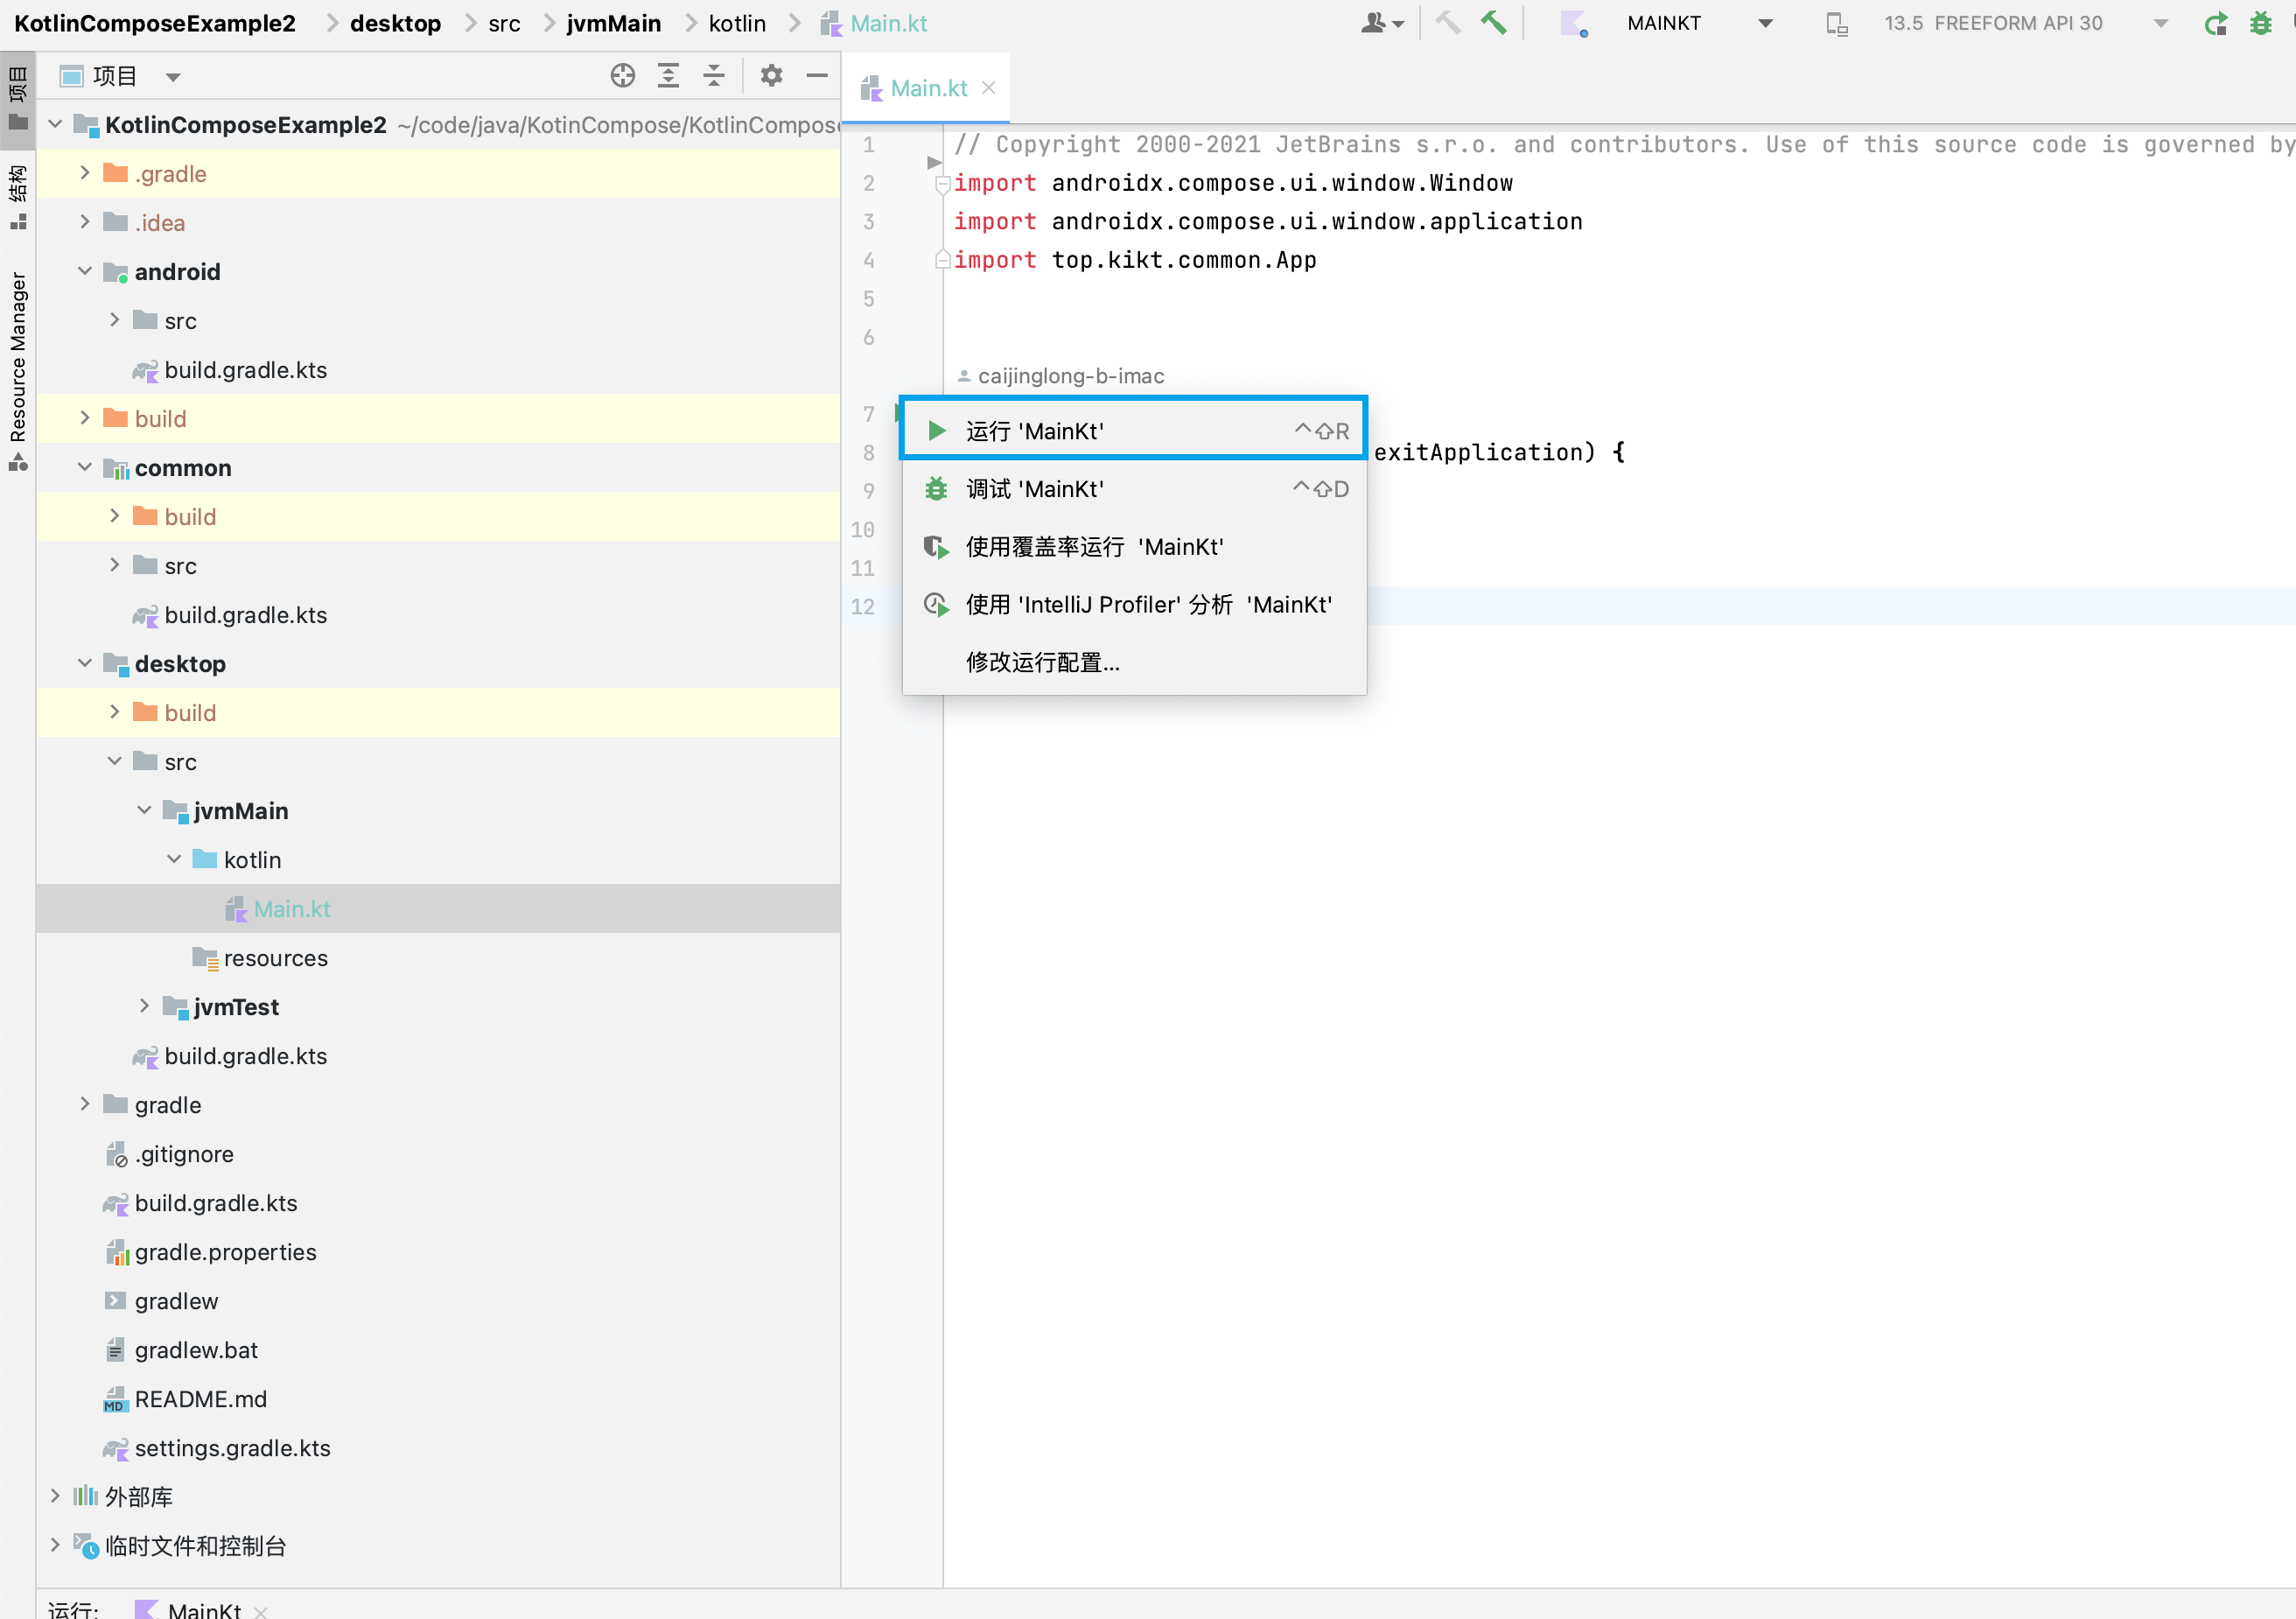 KotlinComposeExample2 desktop src jvmMain kotlin Main.kt MAINKT 13.5 FREEFORM API 30
项目
结构
Resource Manager
项目
KotlinComposeExample2 ~/code/java/KotinCompose/KotlinCompos
.gradle
.idea
android
src
build.gradle.kts
build
common
build
src
build.gradle.kts
desktop
build
src
jvmMain
kotlin
Main.kt
resources
jvmTest
build.gradle.kts
gradle
.gitignore
build.gradle.kts
gradle.properties
gradlew
gradlew.bat
MD README.md
settings.gradle.kts
外部库
临时文件和控制台
Main.kt
1 // Copyright 2000-2021 JetBrains s.r.o. and contributors. Use of this source code is governed by
2 import androidx.compose.ui.window.Window
3 import androidx.compose.ui.window.application
4 import top.kikt.common.App
5
6
caijinglong-b-imac
7
8 exitApplication) {
9
10
11
12
运行 'MainKt' ^⇧R
调试 'MainKt' ^⇧D
使用覆盖率运行 'MainKt'
使用 'IntelliJ Profiler' 分析 'MainKt'
修改运行配置...
运行: MainKt